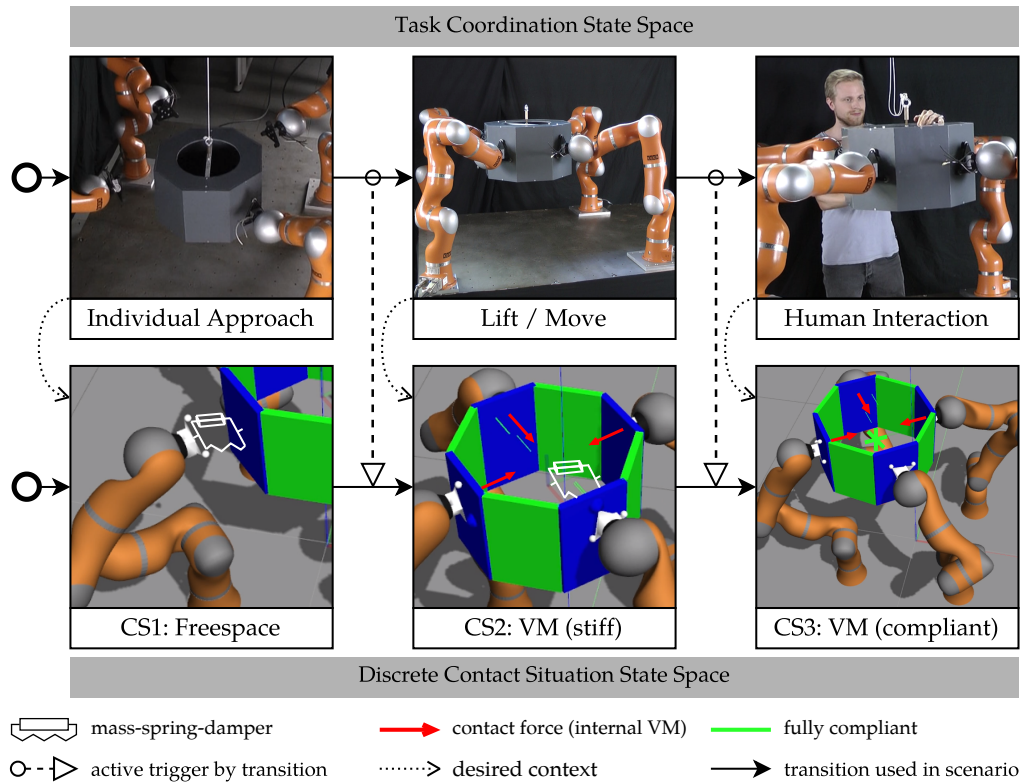 Task Coordination State Space
Individual Approach
Lift / Move
Human Interaction
CS1: Freespace
CS2: VM (stiff)
CS3: VM (compliant)
Discrete Contact Situation State Space
mass-spring-damper
contact force (internal VM)
fully compliant
active trigger by transition
desired context
transition used in scenario